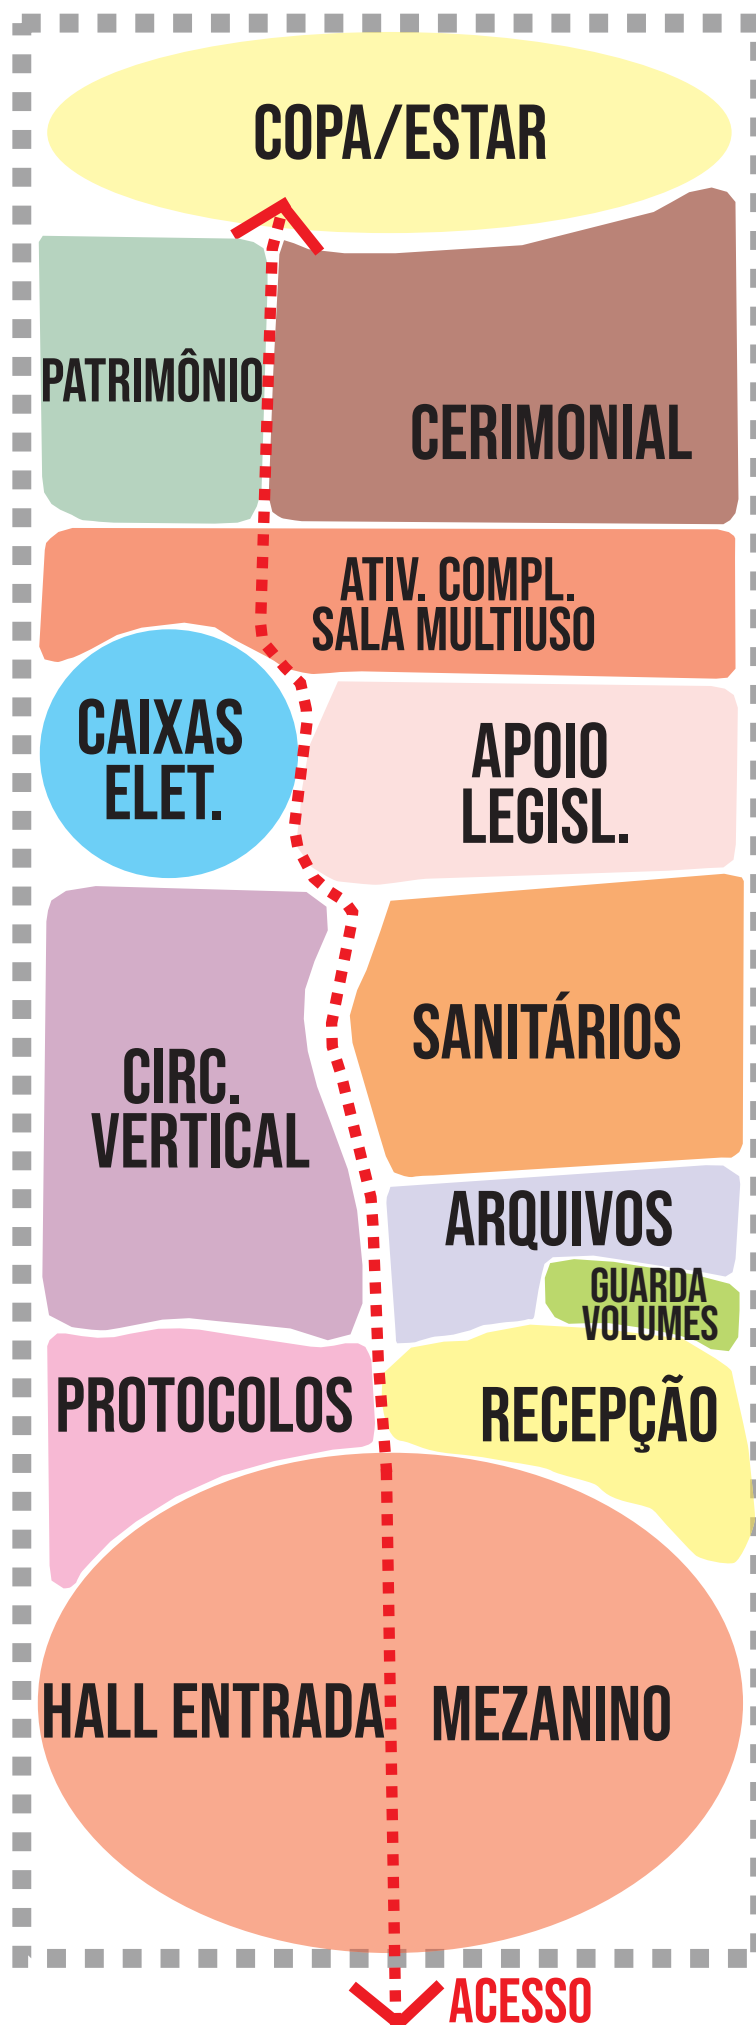 COPA/ESTAR
PATRIMÔNIO
CERIMONIAL
ATIV. COMPL.
SALA MULTIUSO
CAIXAS
ELET.
APOIO
LEGISL.
SANITÁRIOS
CIRC.
VERTICAL
ARQUIVOS
GUARDA
VOLUMES
PROTOCOLOS
RECEPÇÃO
HALL ENTRADA
MEZANINO
ACESSO